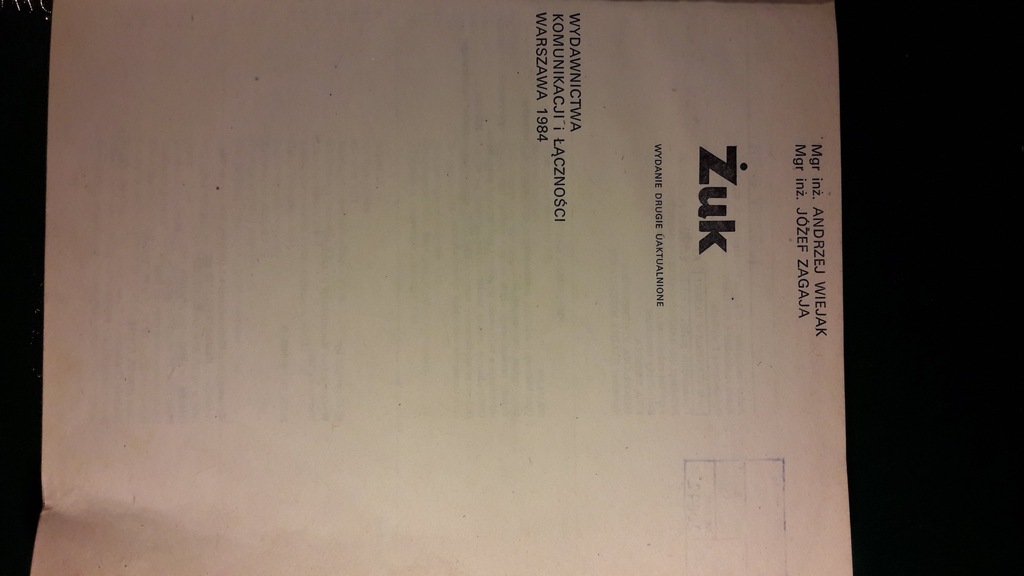 Mgr inż. ANDRZEJ WIEJAK
Mgr inż. JÓZEF ZAGAJA
Żuk
WYDANIE DRUGIE UAKTUALNIONE
WYDAWNICTWA
KOMUNIKACJI i ŁĄCZNOŚCI
WARSZAWA 1984